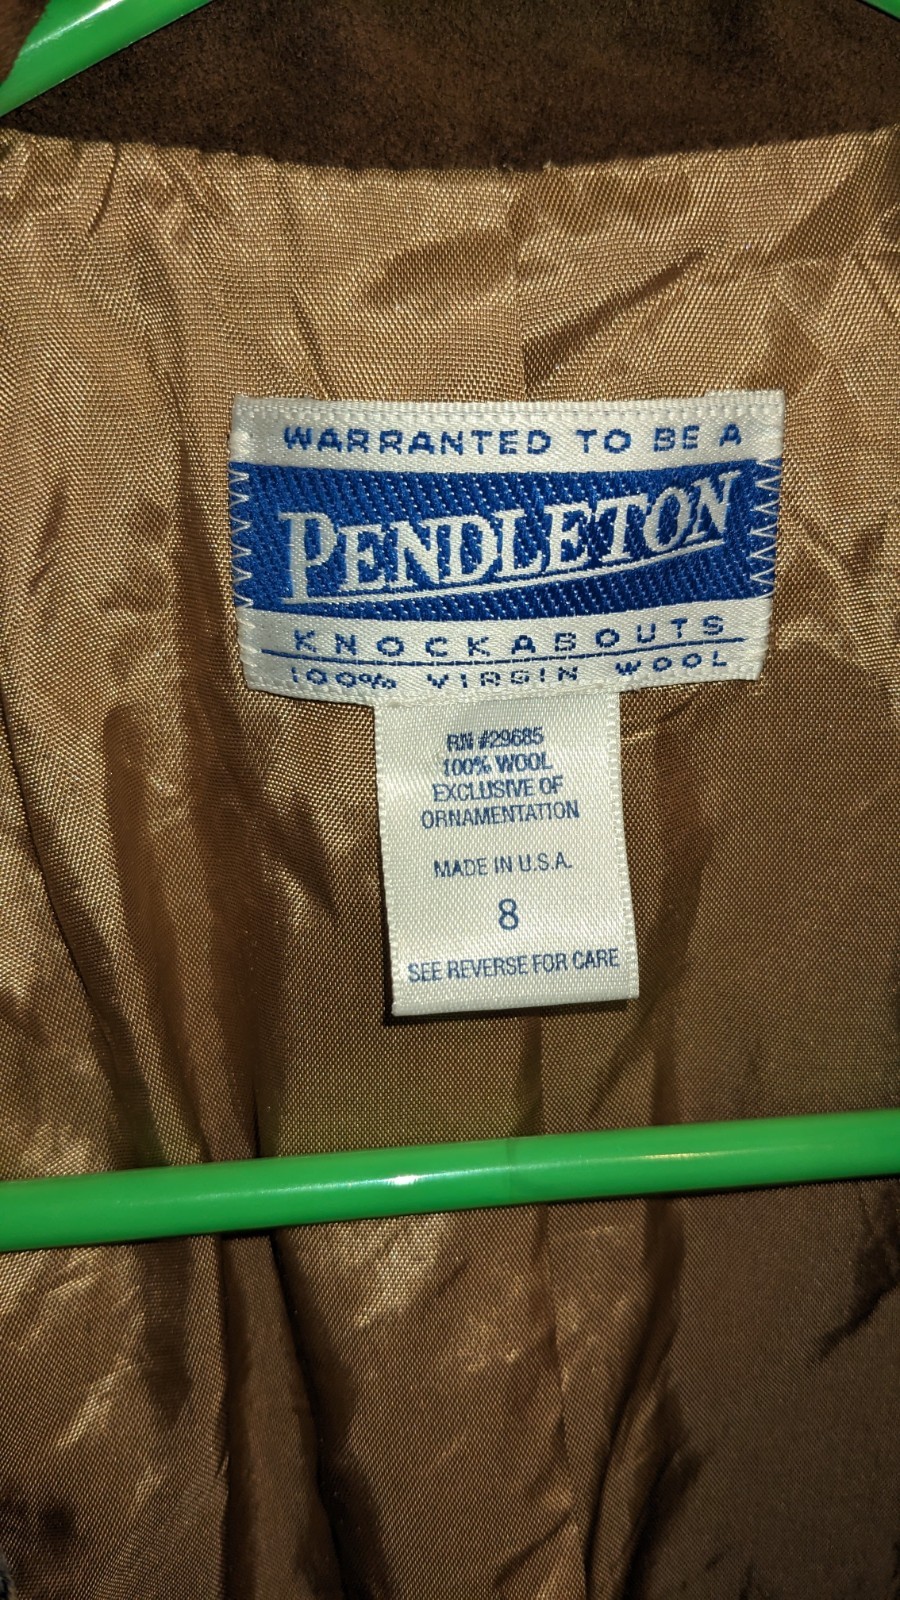 WARRANTED TO BE A
PENDLETON
KNOCKABOUTS
100% VIRGIN WOOL
RN #29685
100% WOOL
EXCLUSIVE OF
ORNAMENTATION
MADE IN U.S.A.
8
SEE REVERSE FOR CARE